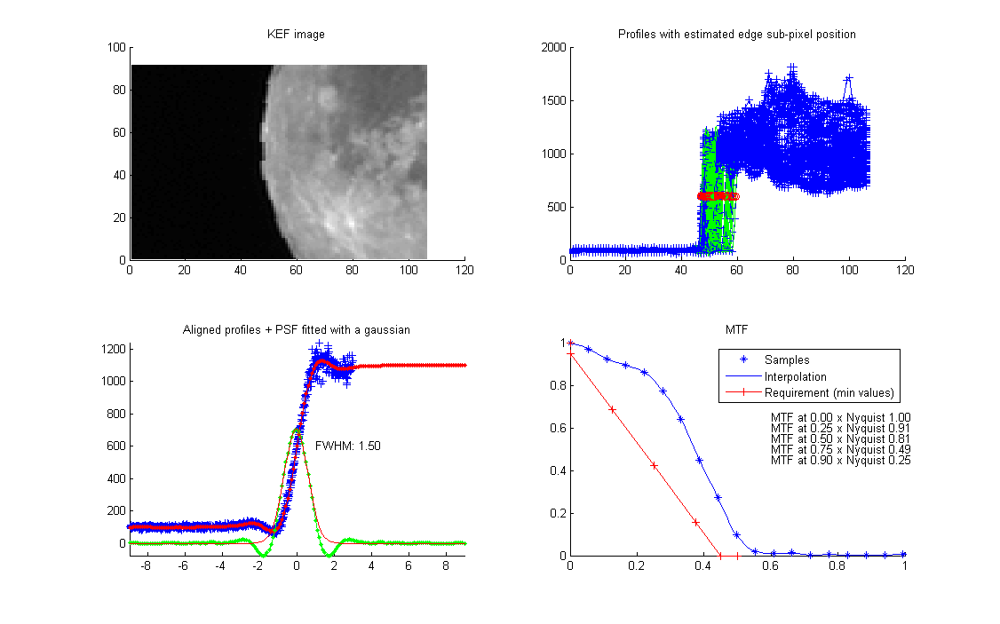 KEF image
100
80
60
40
20
0
0 20 40 60 80 100 120
Profiles with estimated edge sub-pixel position
2000
1500
1000
500
0
0 20 40 60 80 100 120
Aligned profiles + PSF fitted with a gaussian
1200
1000
800
600
400
200
0
FWHM: 1.50
-8 -6 -4 -2 0 2 4 6 8
MTF
1
0.8
0.6
0.4
0.2
0
Samples
Interpolation
Requirement (min values)
MTF at 0.00 x Nyquist 1.00
MTF at 0.25 x Nyquist 0.91
MTF at 0.50 x Nyquist 0.81
MTF at 0.75 x Nyquist 0.49
MTF at 0.90 x Nyquist 0.25
0 0.2 0.4 0.6 0.8 1